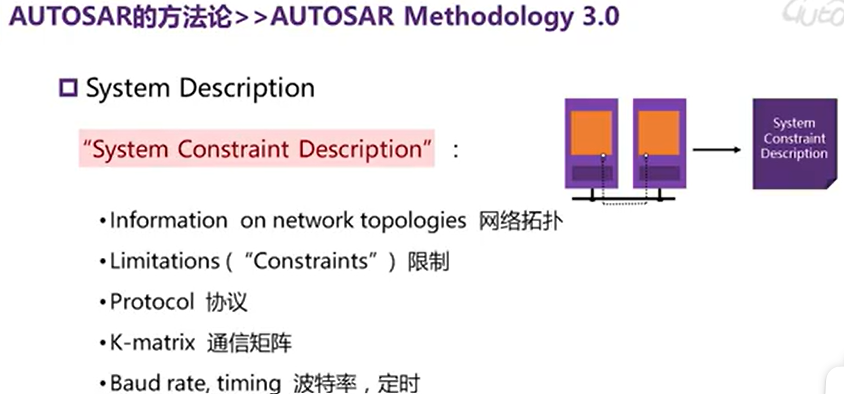 AUTOSAR的方法论>>AUTOSAR Methodology 3.0
System Description
“System Constraint Description” ：
•Information on network topologies 网络拓扑
•Limitations (“Constraints”) 限制
•Protocol 协议
•K-matrix 通信矩阵
•Baud rate, timing 波特率，定时
System
Constraint
Description